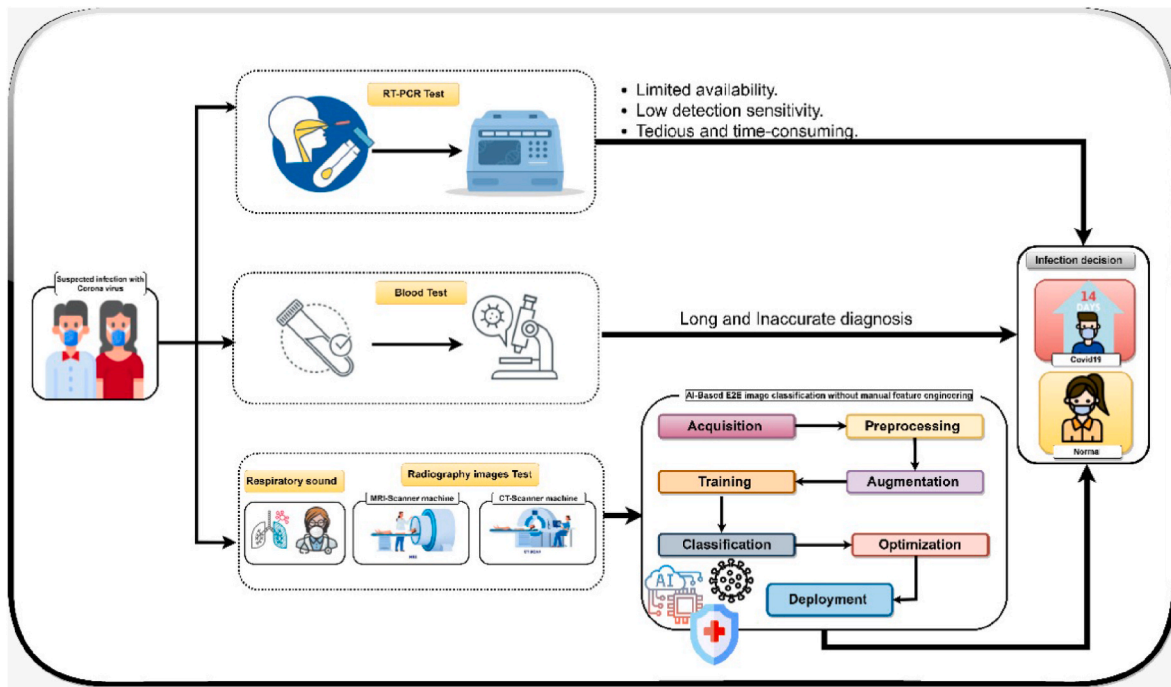 RT-PCR Test
• Limited availability.
• Low detection sensitivity.
• Tedious and time-consuming.
Suspected infection with
Corona virus
Blood Test
Long and Inaccurate diagnosis
Infection decision
14
DAYS
Covid19
Norma
AI-Based E2E image classification without manual feature engineering
Acquisition
Preprocessing
Training
Augmentation
Classification
Optimization
AI
Deployment
Respiratory sound
Radiography images Test
MRI-Scanner machine
CT-Scanner machine